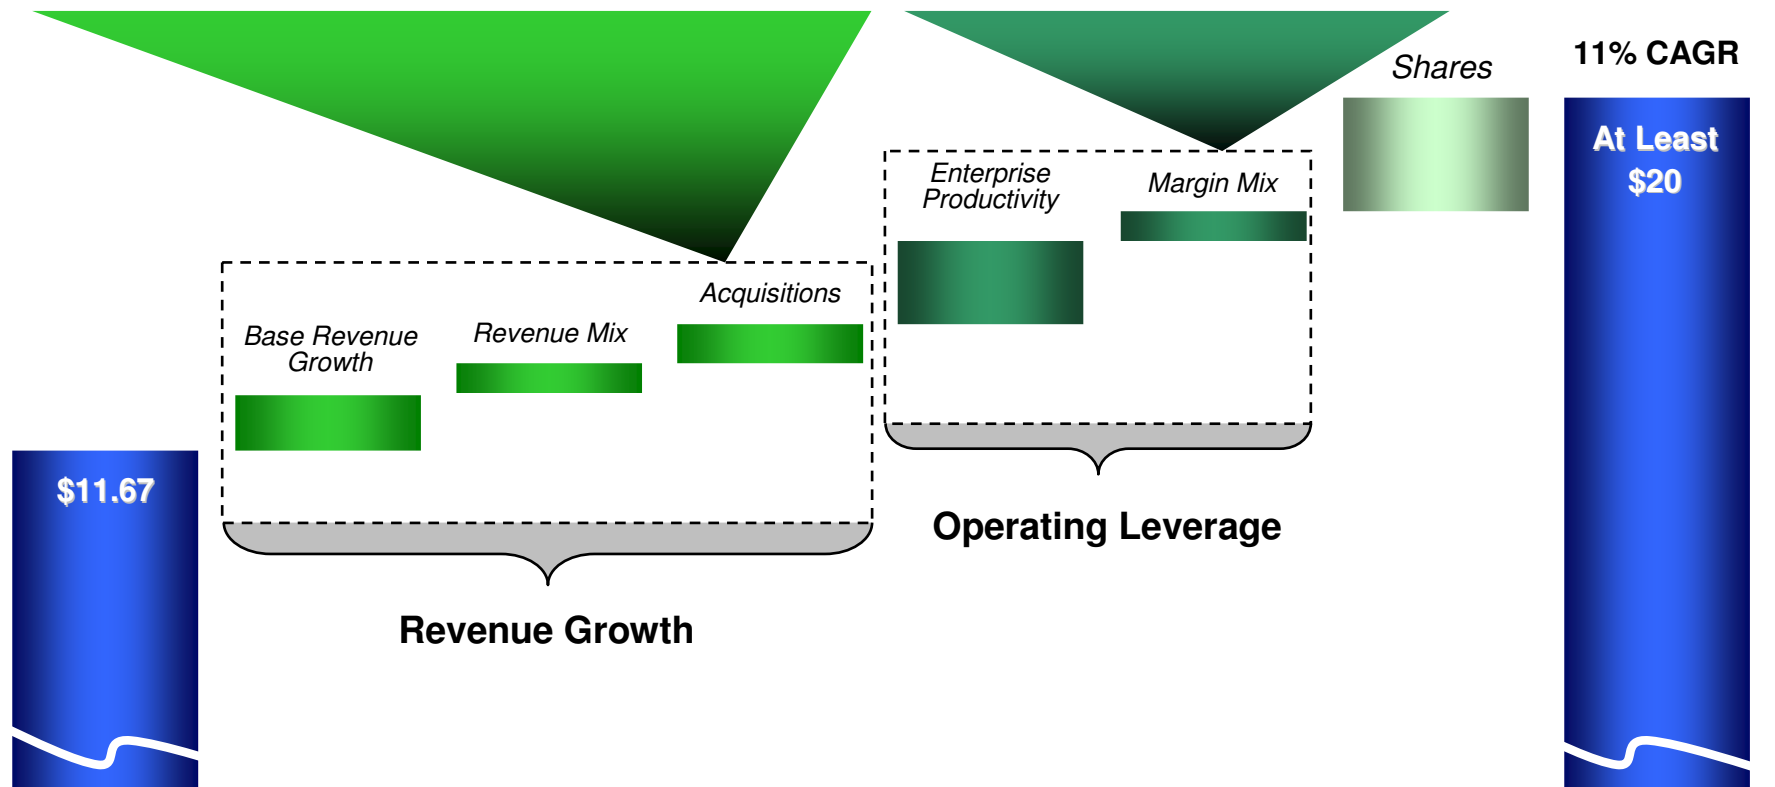 11% CAGR
Shares
At Least
$20
Enterprise
Productivity
Margin Mix
Acquisitions
Base Revenue
Growth
Revenue Mix
$11.67
Operating Leverage
Revenue Growth